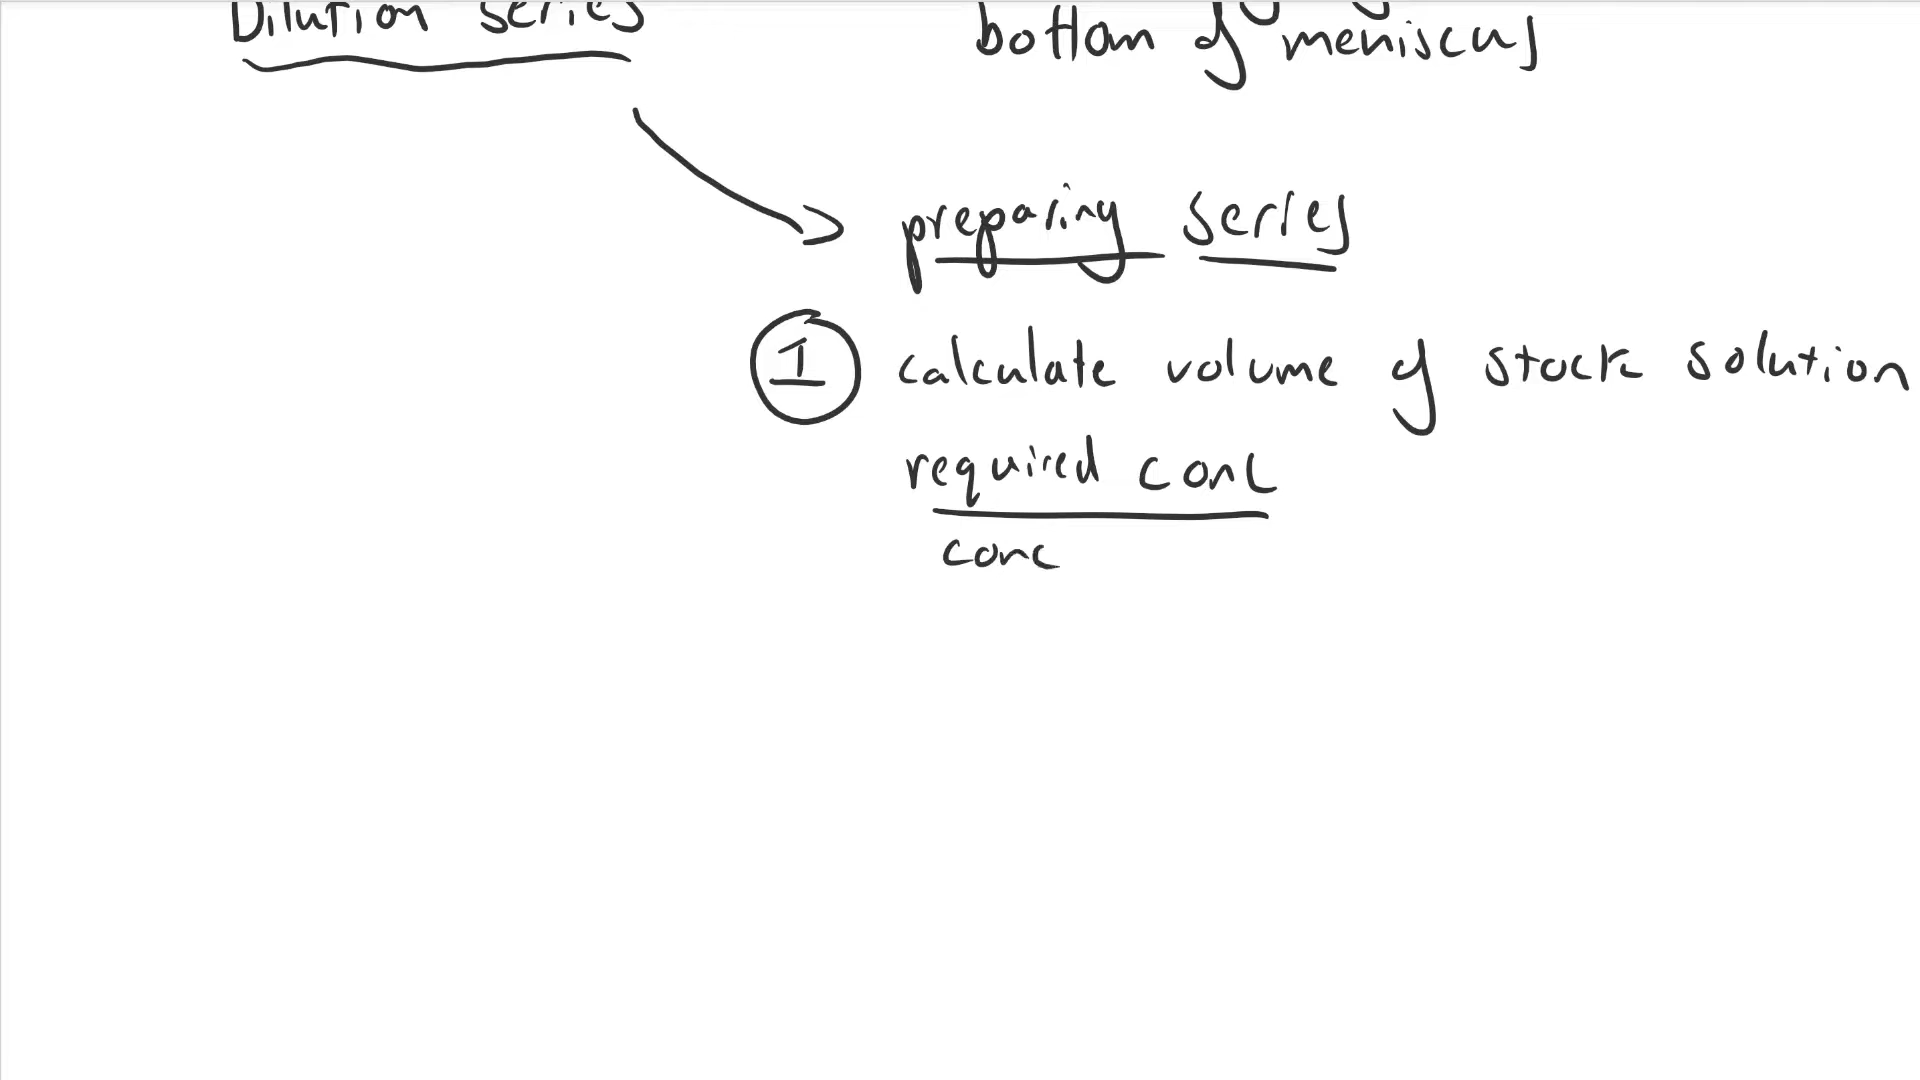 Dilution series
bottom of meniscus
preparing series
1 calculate volume of stock solution
required conc
conc